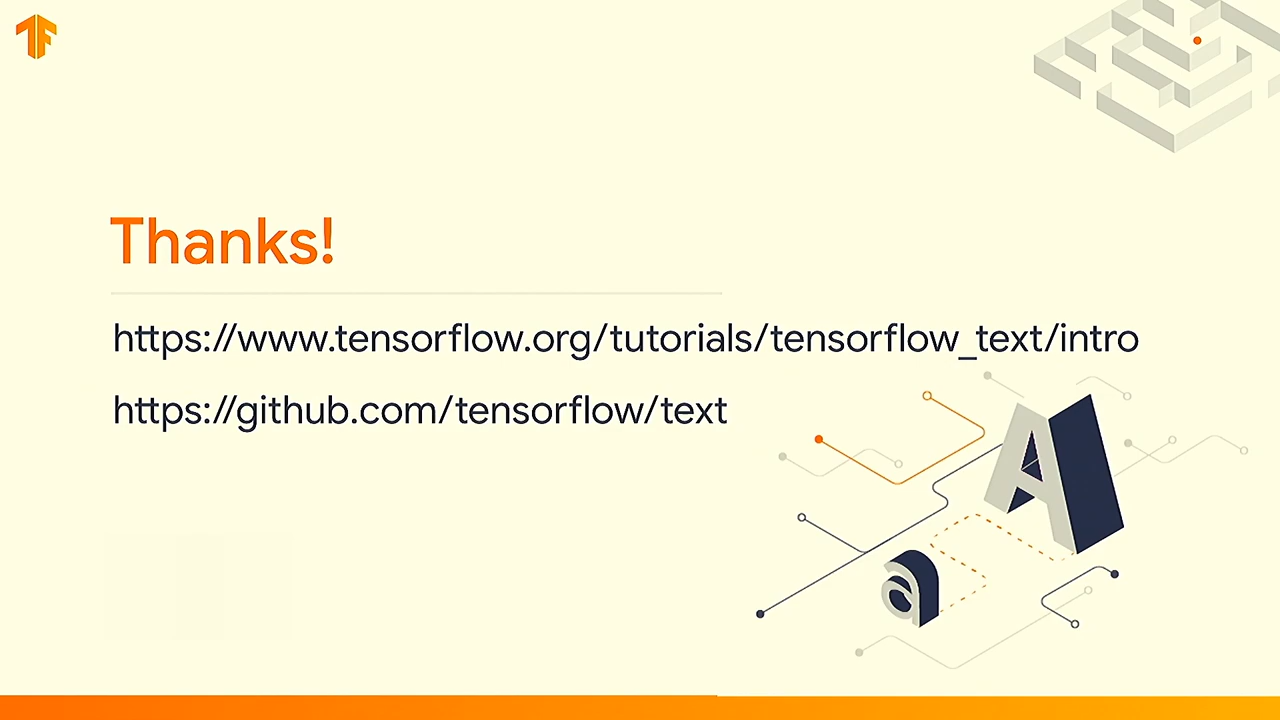 Thanks!
https://www.tensorflow.org/tutorials/tensorflow_text/intro
https://github.com/tensorflow/text
A
a